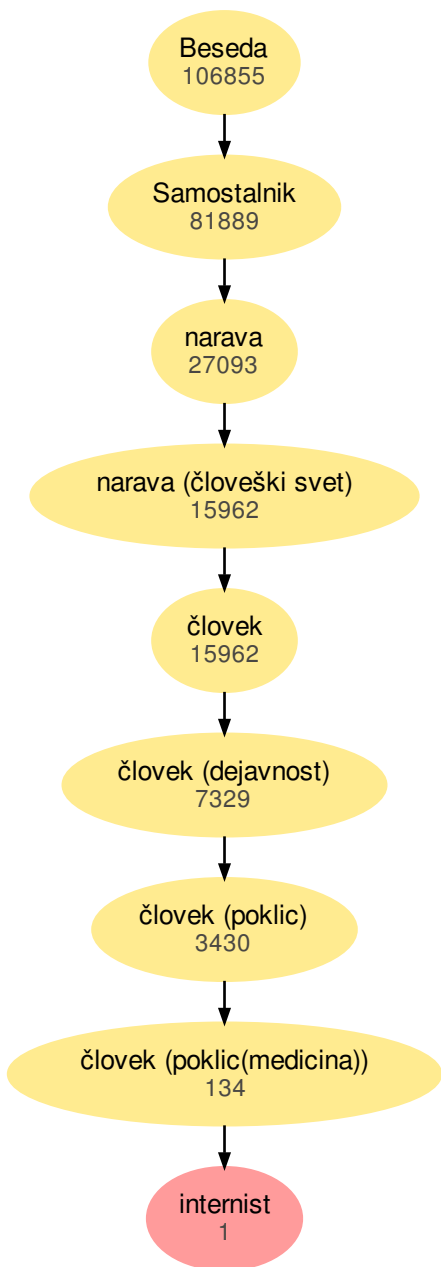 Beseda
106855
Samostalnik
81889
narava
27093
narava (človeški svet)
15962
človek
15962
človek (dejavnost)
7329
človek (poklic)
3430
človek (poklic(medicina))
134
internist
1